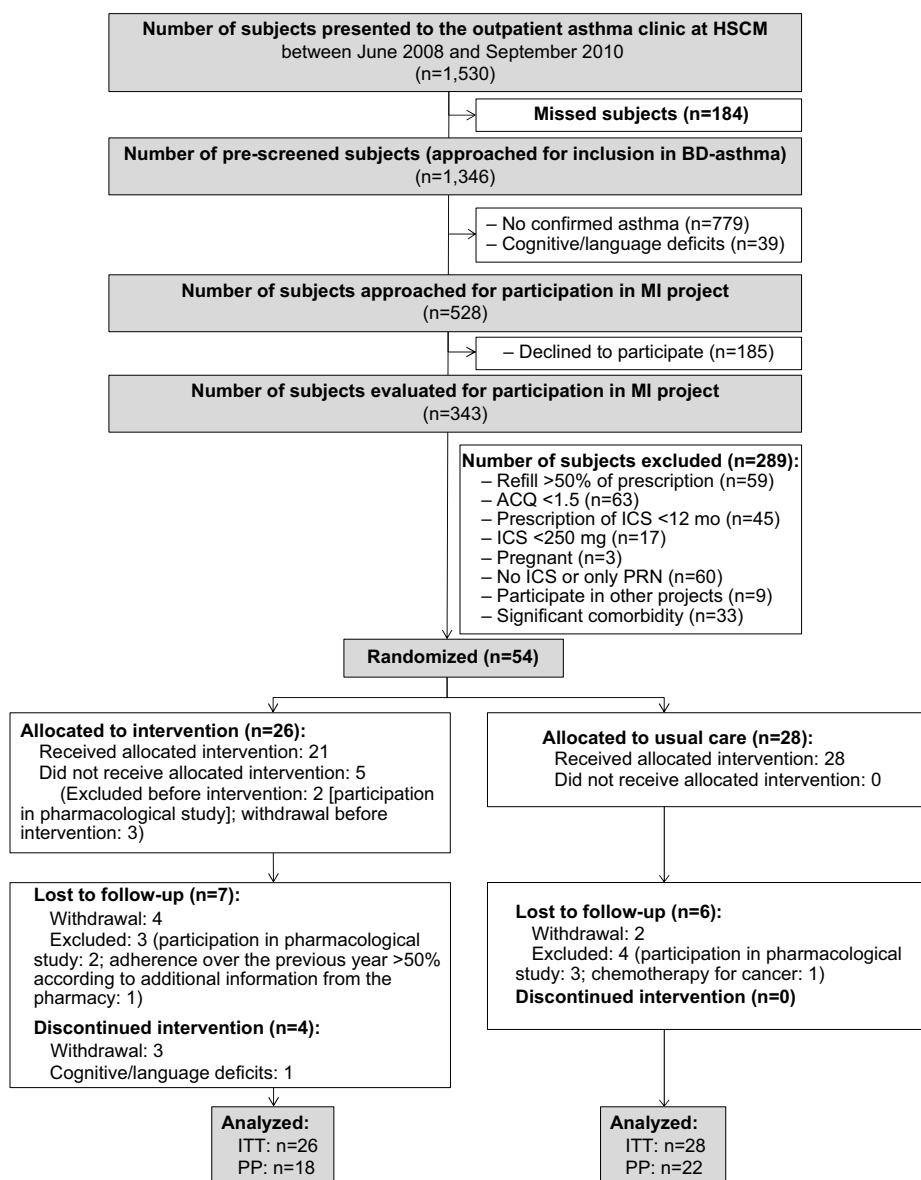 Number of subjects presented to the outpatient asthma clinic at HSCM
between June 2008 and September 2010
(n=1,530)
Missed subjects (n=184)
Number of pre-screened subjects (approached for inclusion in BD-asthma)
(n=1,346)
– No confirmed asthma (n=779)
– Cognitive/language deficits (n=39)
Number of subjects approached for participation in MI project
(n=528)
– Declined to participate (n=185)
Number of subjects evaluated for participation in MI project
(n=343)
Number of subjects excluded (n=289):
– Refill >50% of prescription (n=59)
– ACQ <1.5 (n=63)
– Prescription of ICS <12 mo (n=45)
– ICS <250 mg (n=17)
– Pregnant (n=3)
– No ICS or only PRN (n=60)
– Participate in other projects (n=9)
– Significant comorbidity (n=33)
Randomized (n=54)
Allocated to intervention (n=26):
Received allocated intervention: 21
Did not receive allocated intervention: 5
(Excluded before intervention: 2 [participation
in pharmacological study]; withdrawal before
intervention: 3)
Allocated to usual care (n=28):
Received allocated intervention: 28
Did not receive allocated intervention: 0
Lost to follow-up (n=7):
Withdrawal: 4
Excluded: 3 (participation in pharmacological
study: 2; adherence over the previous year >50%
according to additional information from the
pharmacy: 1)
Discontinued intervention (n=4):
Withdrawal: 3
Cognitive/language deficits: 1
Lost to follow-up (n=6):
Withdrawal: 2
Excluded: 4 (participation in pharmacological
study: 3; chemotherapy for cancer: 1)
Discontinued intervention (n=0)
Analyzed:
ITT: n=26
PP: n=18
Analyzed:
ITT: n=28
PP: n=22